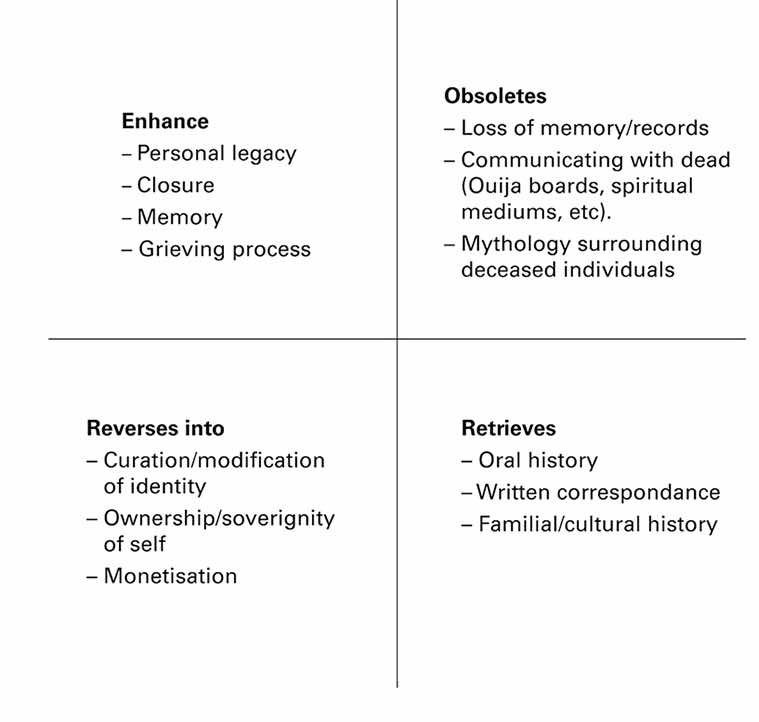 Enhance
– Personal legacy
– Closure
– Memory
– Grieving process
Obsoletes
– Loss of memory/records
– Communicating with dead
(Ouija boards, spiritual
mediums, etc).
– Mythology surrounding
deceased individuals
Reverses into
– Curation/modification
of identity
– Ownership/soverignity
of self
– Monetisation
Retrieves
– Oral history
– Written correspondance
– Familial/cultural history